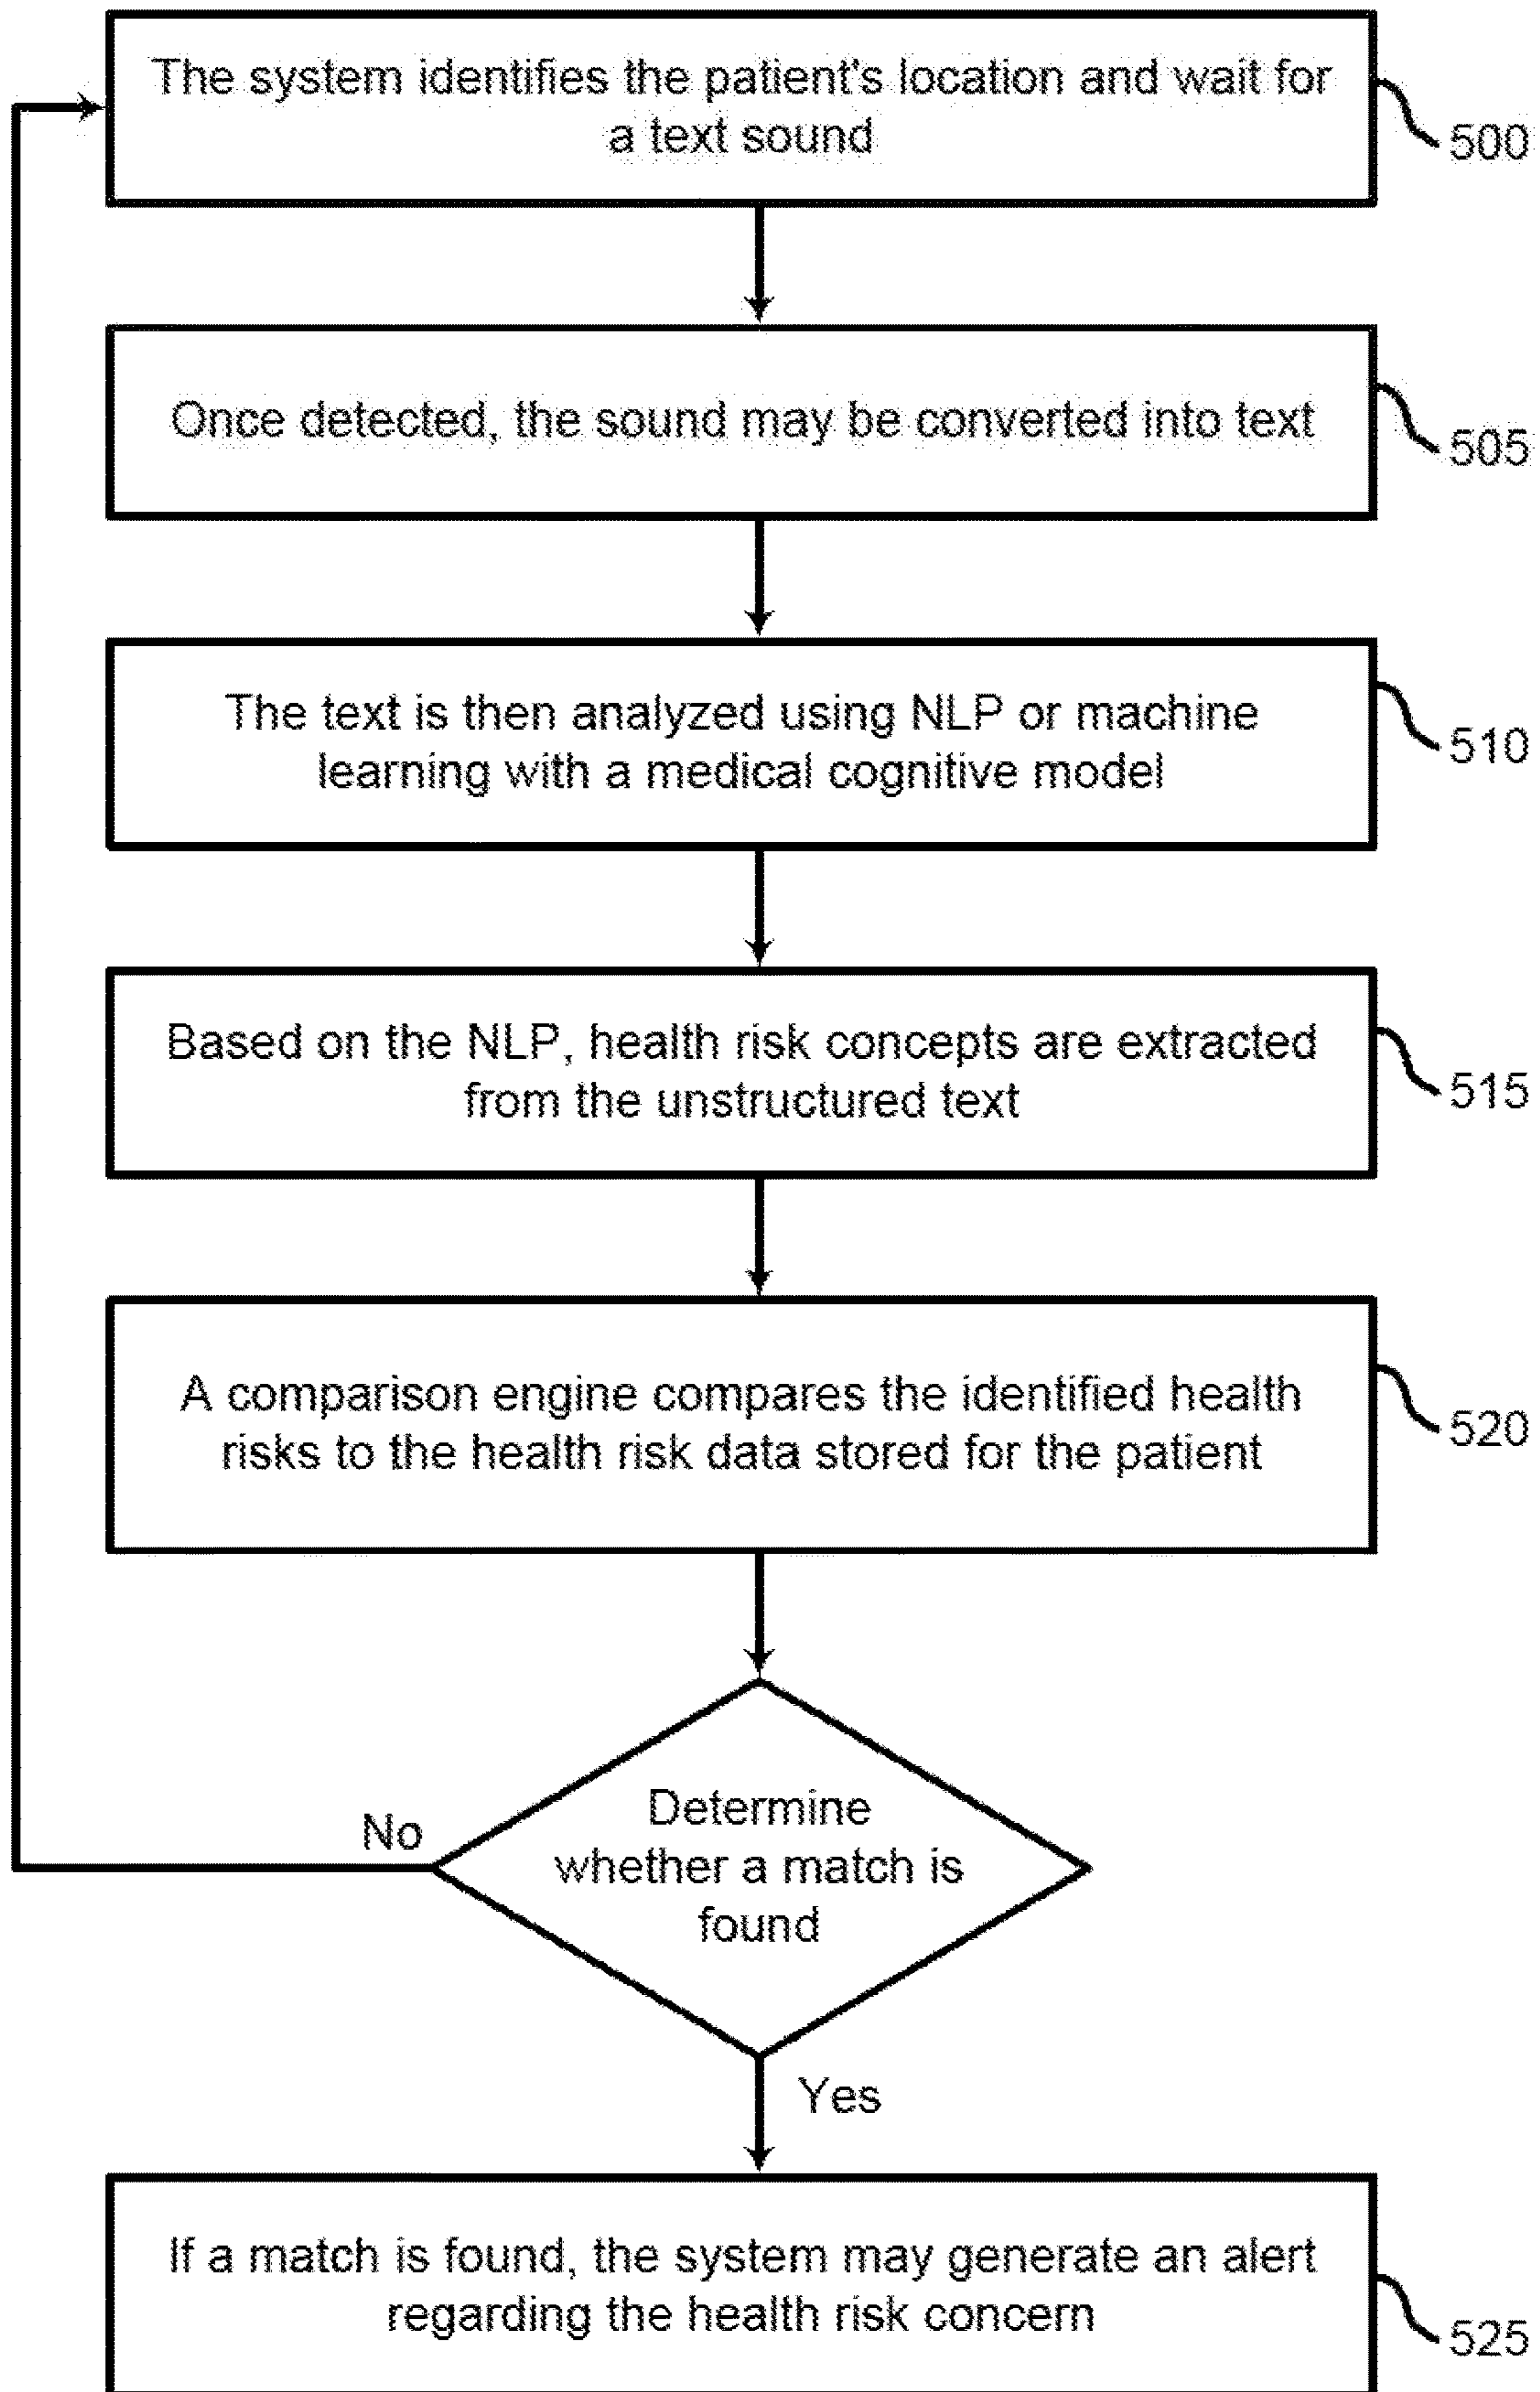 The system identifies the patient's location and wait for
a text sound
500
Once detected, the sound may be converted into text
505
The text is then analyzed using NLP or machine
learning with a medical cognitive model
510
Based on the NLP, health risk concepts are extracted
from the unstructured text
515
A comparison engine compares the identified health
risks to the health risk data stored for the patient
520
No
Determine
whether a match is
found
Yes
If a match is found, the system may generate an alert
regarding the health risk concern
525